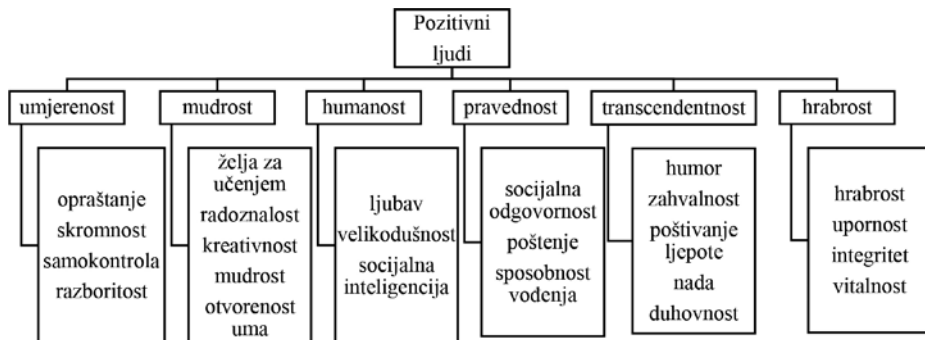 Pozitivni
ljudi
umjerenost
mudrost
humanost
pravednost
transcendentnost
hrabrost
opraštanje
skromnost
samokontrola
razboritost
želja za
učenjem
radoznalost
kreativnost
mudrost
otvorenost
uma
ljubav
velikodušnost
socijalna
inteligencija
socijalna
odgovornost
poštenje
sposobnost
vođenja
humor
zahvalnost
poštivanje
ljepote
nada
duhovnost
hrabrost
upornost
integritet
vitalnost